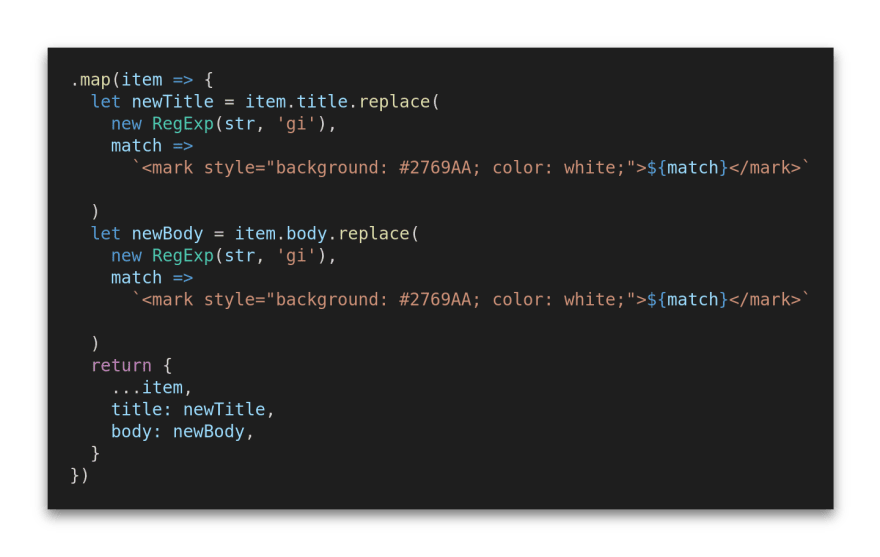 .map(item => {
  let newTitle = item.title.replace(
    new RegExp(str, 'gi'),
    match =>
      `<mark style="background: #2769AA; color: white;">${match}</mark>`
  )
  let newBody = item.body.replace(
    new RegExp(str, 'gi'),
    match =>
      `<mark style="background: #2769AA; color: white;">${match}</mark>`
  )
  return {
    ...item,
    title: newTitle,
    body: newBody,
  }
})